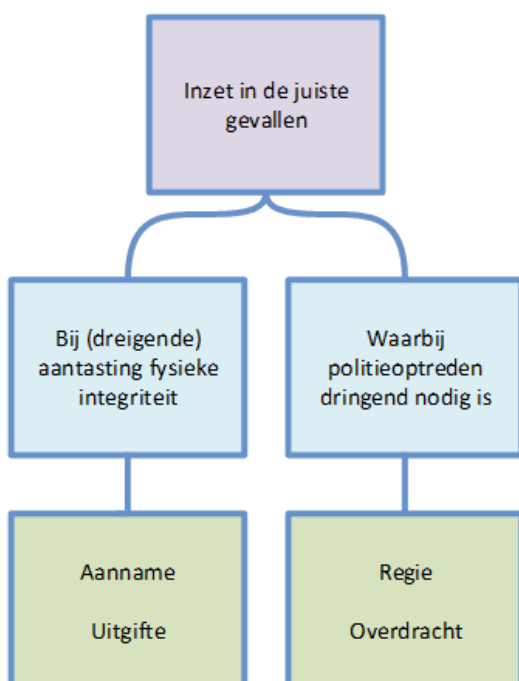 Inzet in de juiste
gevallen
Bij (dreigende)
aantasting fysieke
integriteit
Waarbij
politieoptreden
dringend nodig is
Aanname
Uitgifte
Regie
Overdracht